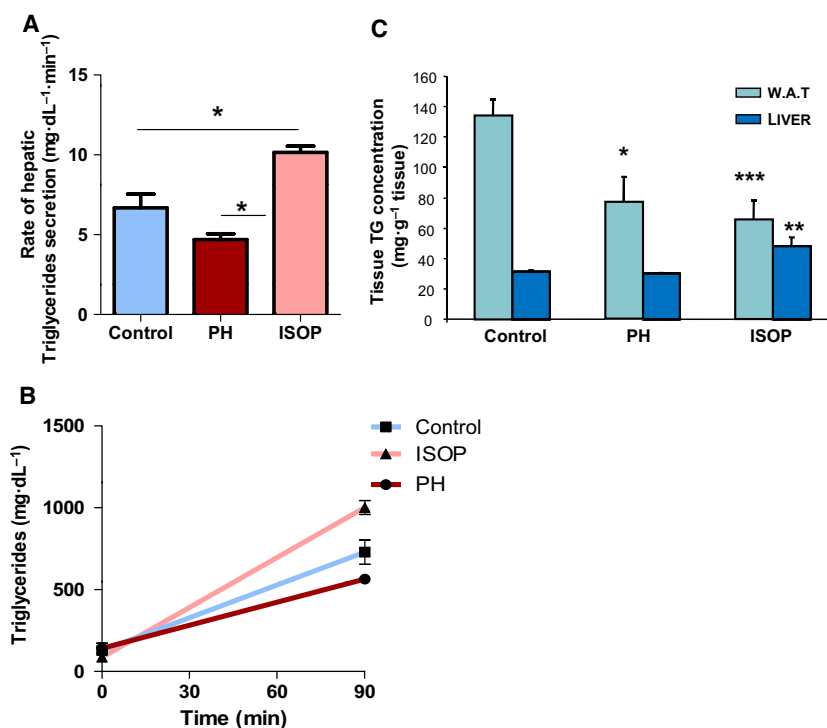 A
Rate of hepatic
Triglycerides secretion (mg·dL⁻¹·min⁻¹)
15
10
5
0
*
*
Control PH ISOP
C
Tissue TG concentration
(mg·g⁻¹ tissue)
160
140
120
100
80
60
40
20
0
W.A.T
LIVER
*
***
**
Control PH ISOP
B
Triglycerides (mg·dL⁻¹)
1500
1000
500
0
Control
ISOP
PH
0 30 60 90
Time (min)